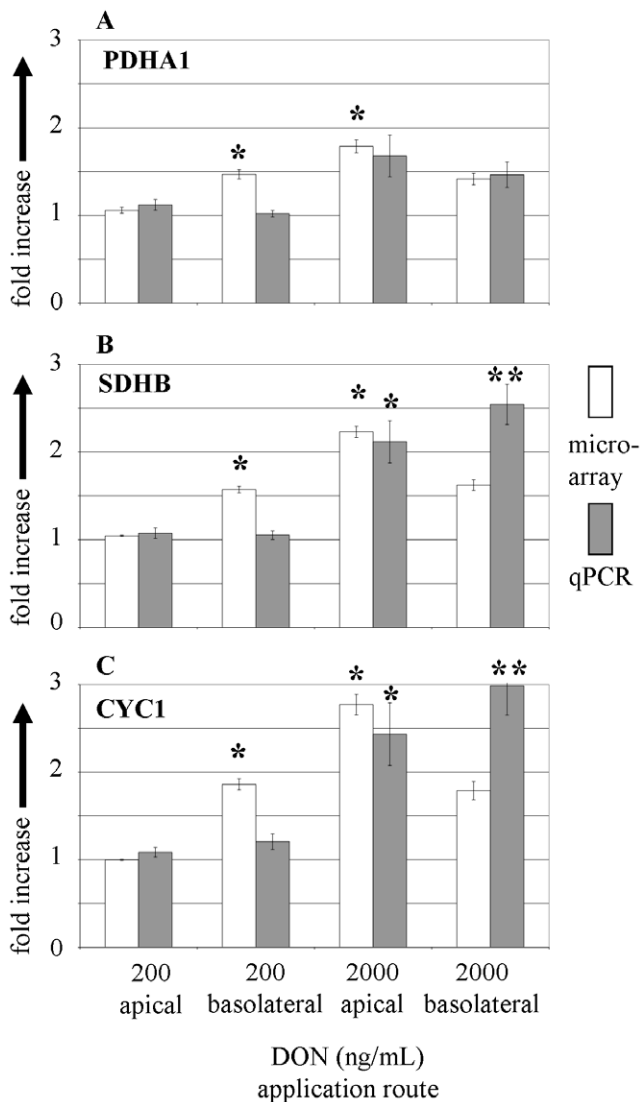 A
PDHA1
3
2
1
0
fold increase
*
*
B
SDHB
3
2
1
0
fold increase
*
*
*
**
micro-
array
qPCR
C
CYC1
3
2
1
0
fold increase
*
*
*
**
200
apical
200
basolateral
2000
apical
2000
basolateral
DON (ng/mL)
application route